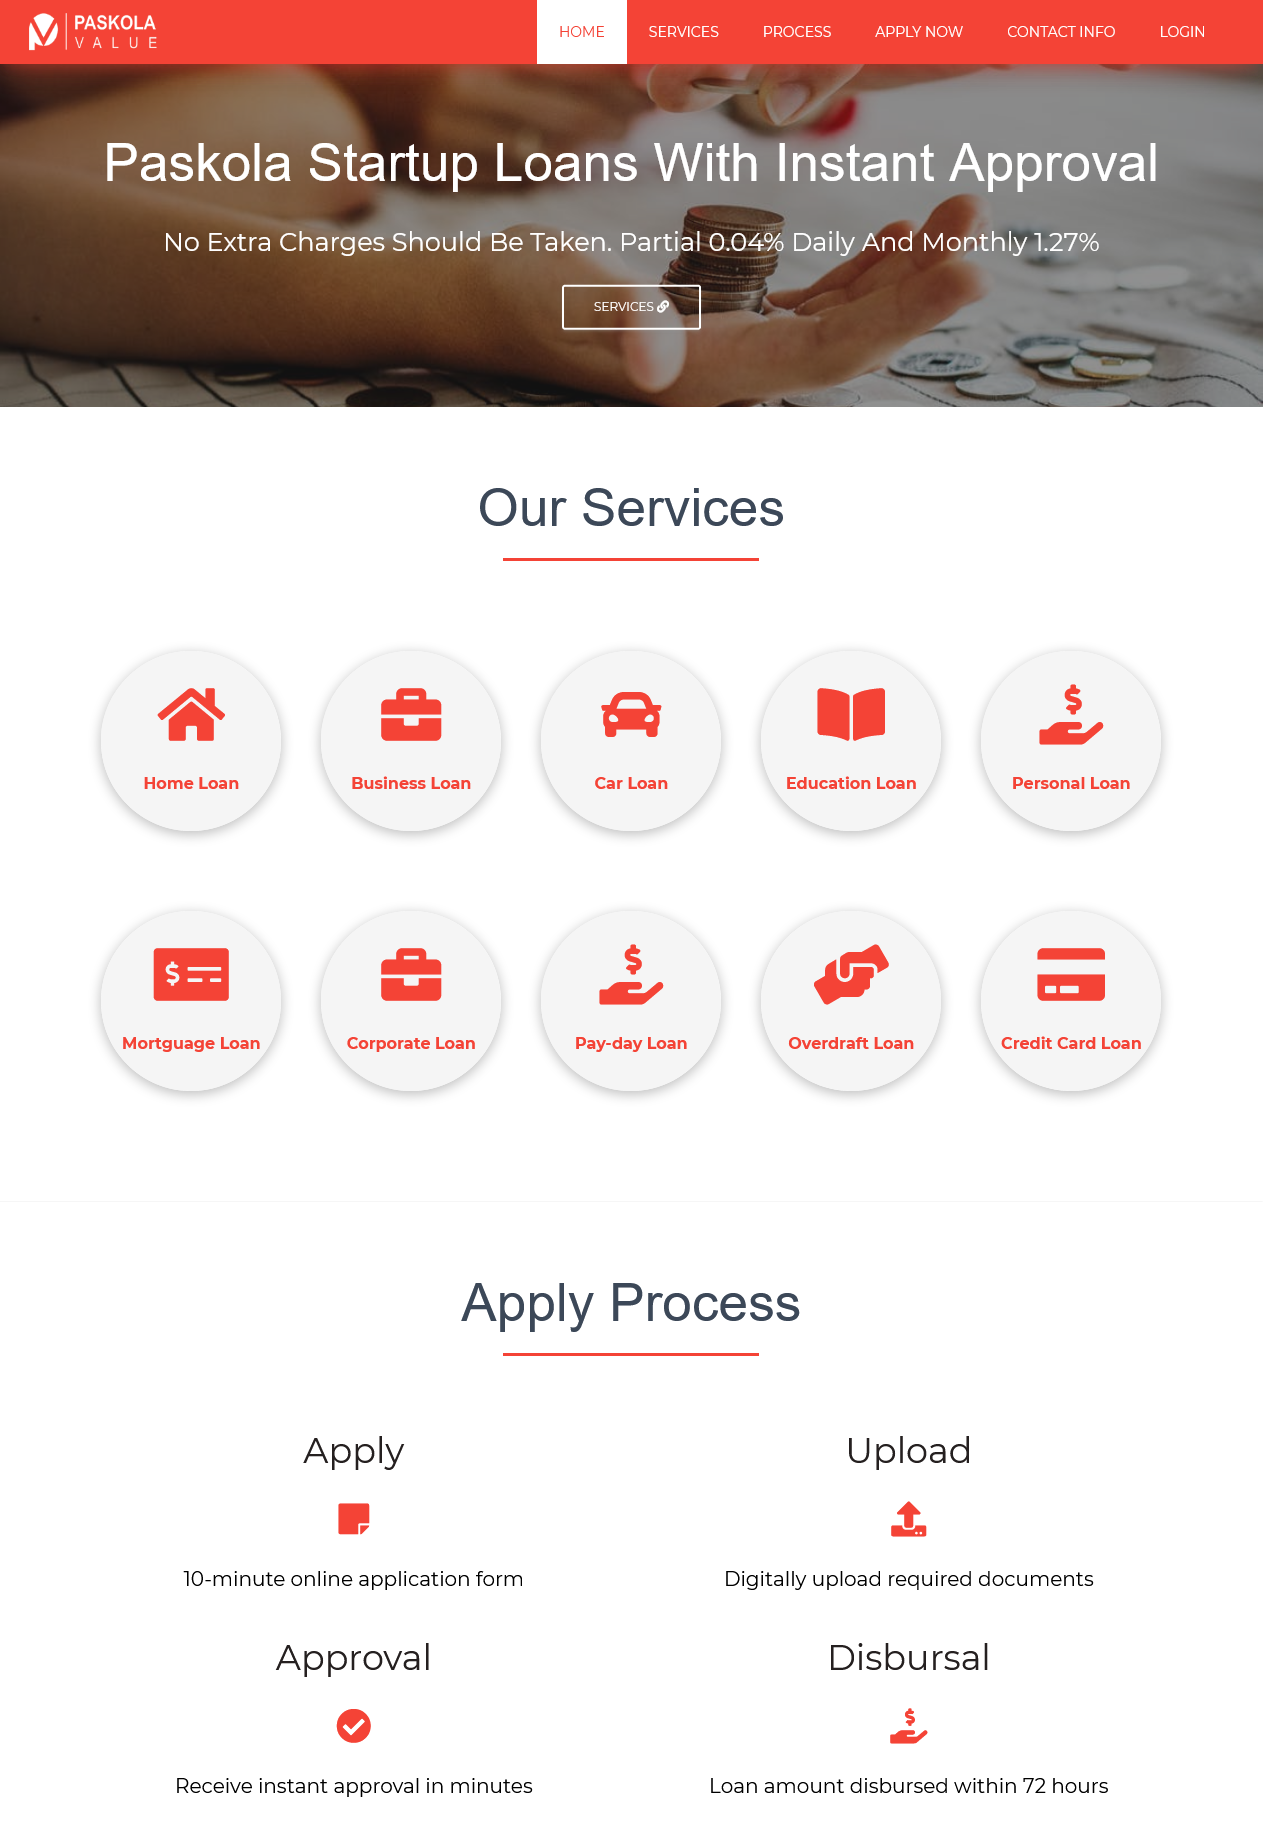 PASKOLA
VALUE
HOME
SERVICES
PROCESS
APPLY NOW
CONTACT INFO
LOGIN
Paskola Startup Loans With Instant Approval
No Extra Charges Should Be Taken. Partial 0.04% Daily And Monthly 1.27%
SERVICES
Our Services
Home Loan
Business Loan
Car Loan
Education Loan
Personal Loan
Mortguage Loan
Corporate Loan
Pay-day Loan
Overdraft Loan
Credit Card Loan
Apply Process
Apply
10-minute online application form
Upload
Digitally upload required documents
Approval
Receive instant approval in minutes
Disbursal
Loan amount disbursed within 72 hours